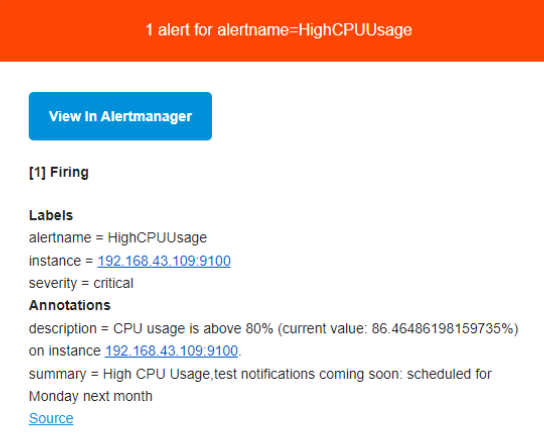 1 alert for alertname=HighCPUUsage
View In Alertmanager
[1] Firing
Labels
alertname = HighCPUUsage
instance = 192.168.43.109:9100
severity = critical
Annotations
description = CPU usage is above 80% (current value: 86.46486198159735%)
on instance 192.168.43.109:9100.
summary = High CPU Usage,test notifications coming soon: scheduled for
Monday next month
Source